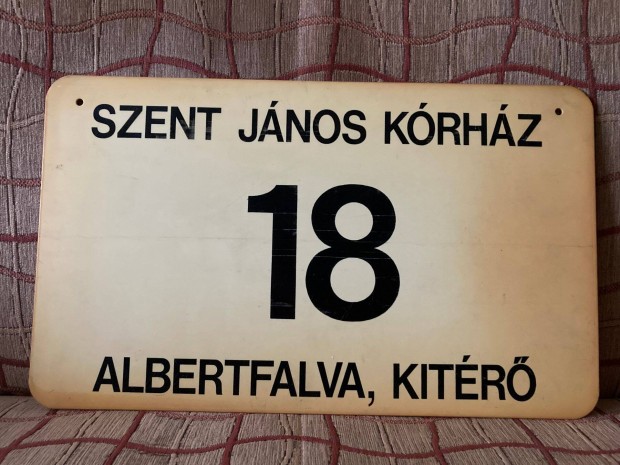 SZENT JÁNOS KÓRHÁZ
18
ALBERTFALVA, KITÉRŐ